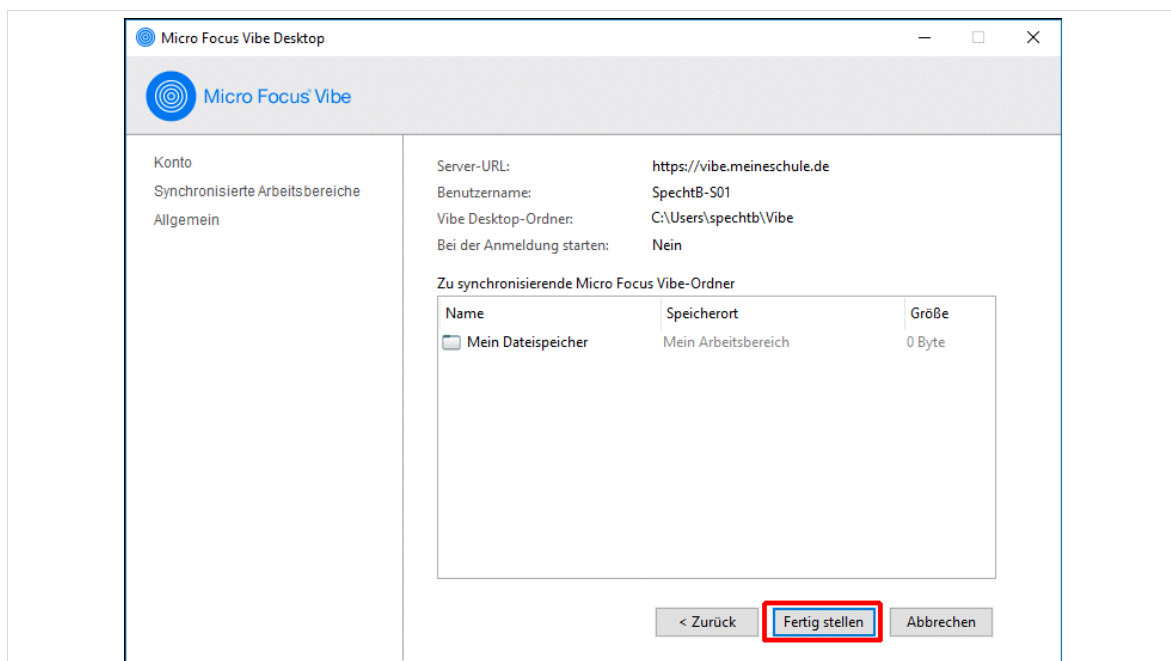 Micro Focus Vibe Desktop
Micro Focus Vibe
Konto
Synchronisierte Arbeitsbereiche
Allgemein
Server-URL: https://vibe.meineschule.de
Benutzername: SpechtB-S01
Vibe Desktop-Ordner: C:\Users\spechtb\Vibe
Bei der Anmeldung starten: Nein
Zu synchronisierende Micro Focus Vibe-Ordner
Name Speicherort Größe
Mein Dateispeicher Mein Arbeitsbereich 0 Byte
< Zurück Fertig stellen Abbrechen